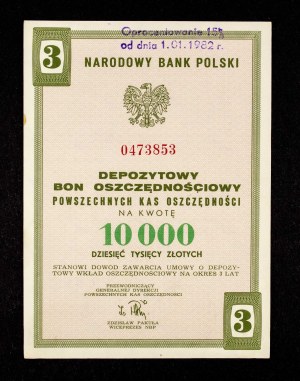 Oprocentowanie 15%
od dnia 1.01.1982 r.
3
NARODOWY BANK POLSKI
0473853
DEPOZYTOWY
BON OSZCZĘDNOŚCIOWY
POWSZECHNYCH KAS OSZCZĘDNOŚCI
NA KWOTĘ
10 000
DZIESIĘĆ TYSIĘCY ZŁOTYCH
STANOWI DOWÓD ZAWARCIA UMOWY O DEPOZY-
TOWY WKŁAD OSZCZĘDNOŚCIOWY NA OKRES 3 LAT
PRZEWODNICZĄCY
GENERALNEJ DYREKCJI
POWSZECHNYCH KAS OSZCZĘDNOŚCI
ZDZISŁAW PAKUŁA
WICEPREZES NBP
3